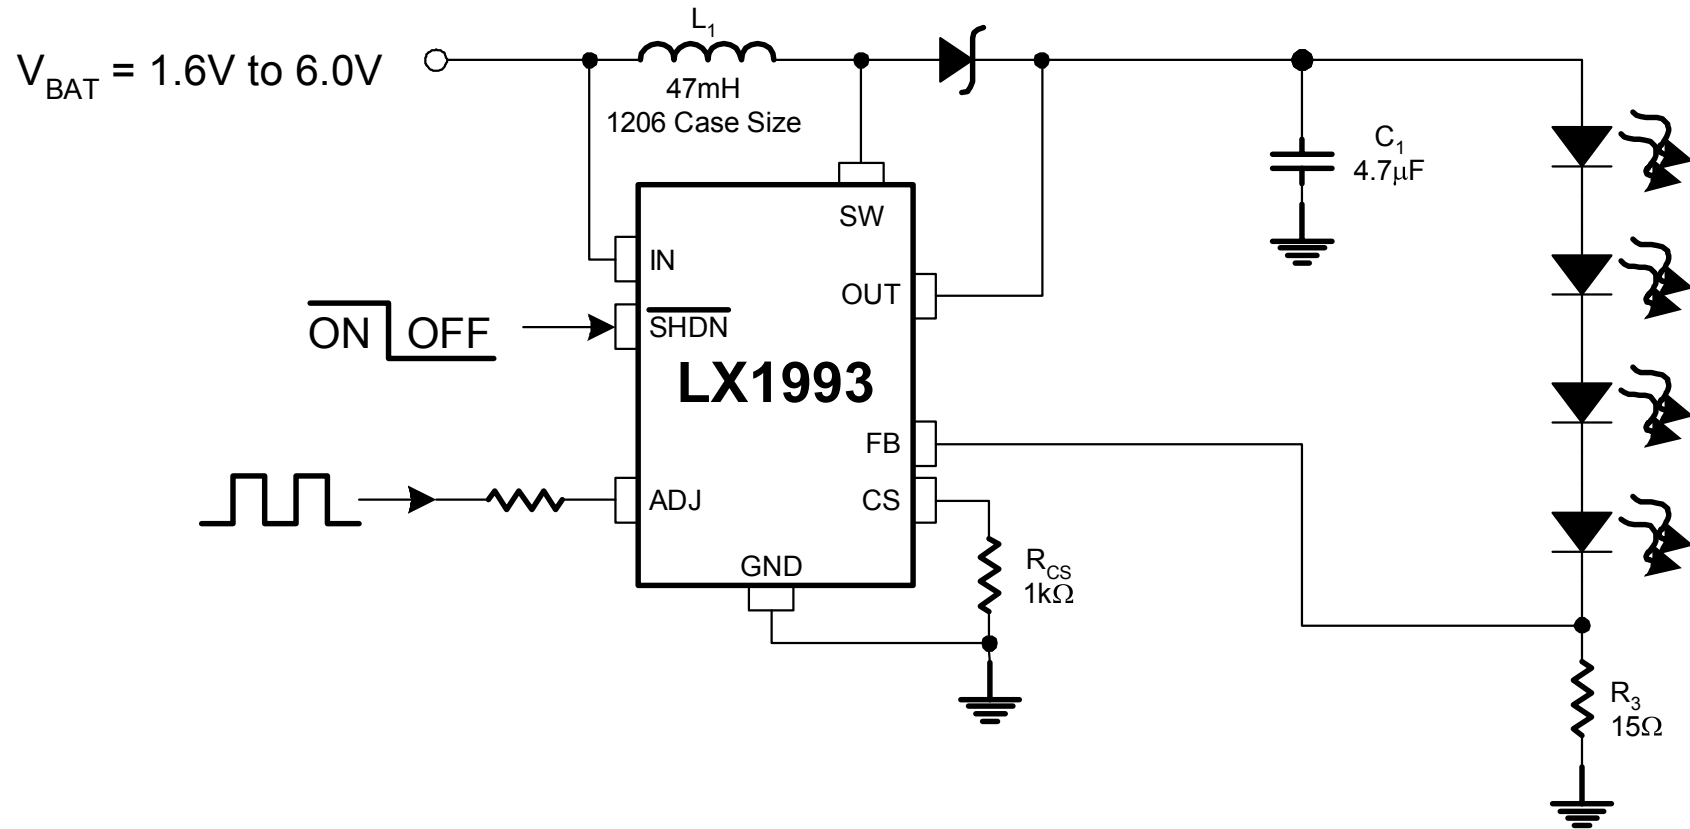 L₁
V_BAT = 1.6V to 6.0V
47mH
1206 Case Size
C₁
4.7μF
SW
IN
OUT
ON OFF
SHDN
LX1993
FB
ADJ
CS
GND
R_CS
1kΩ
R₃
15Ω